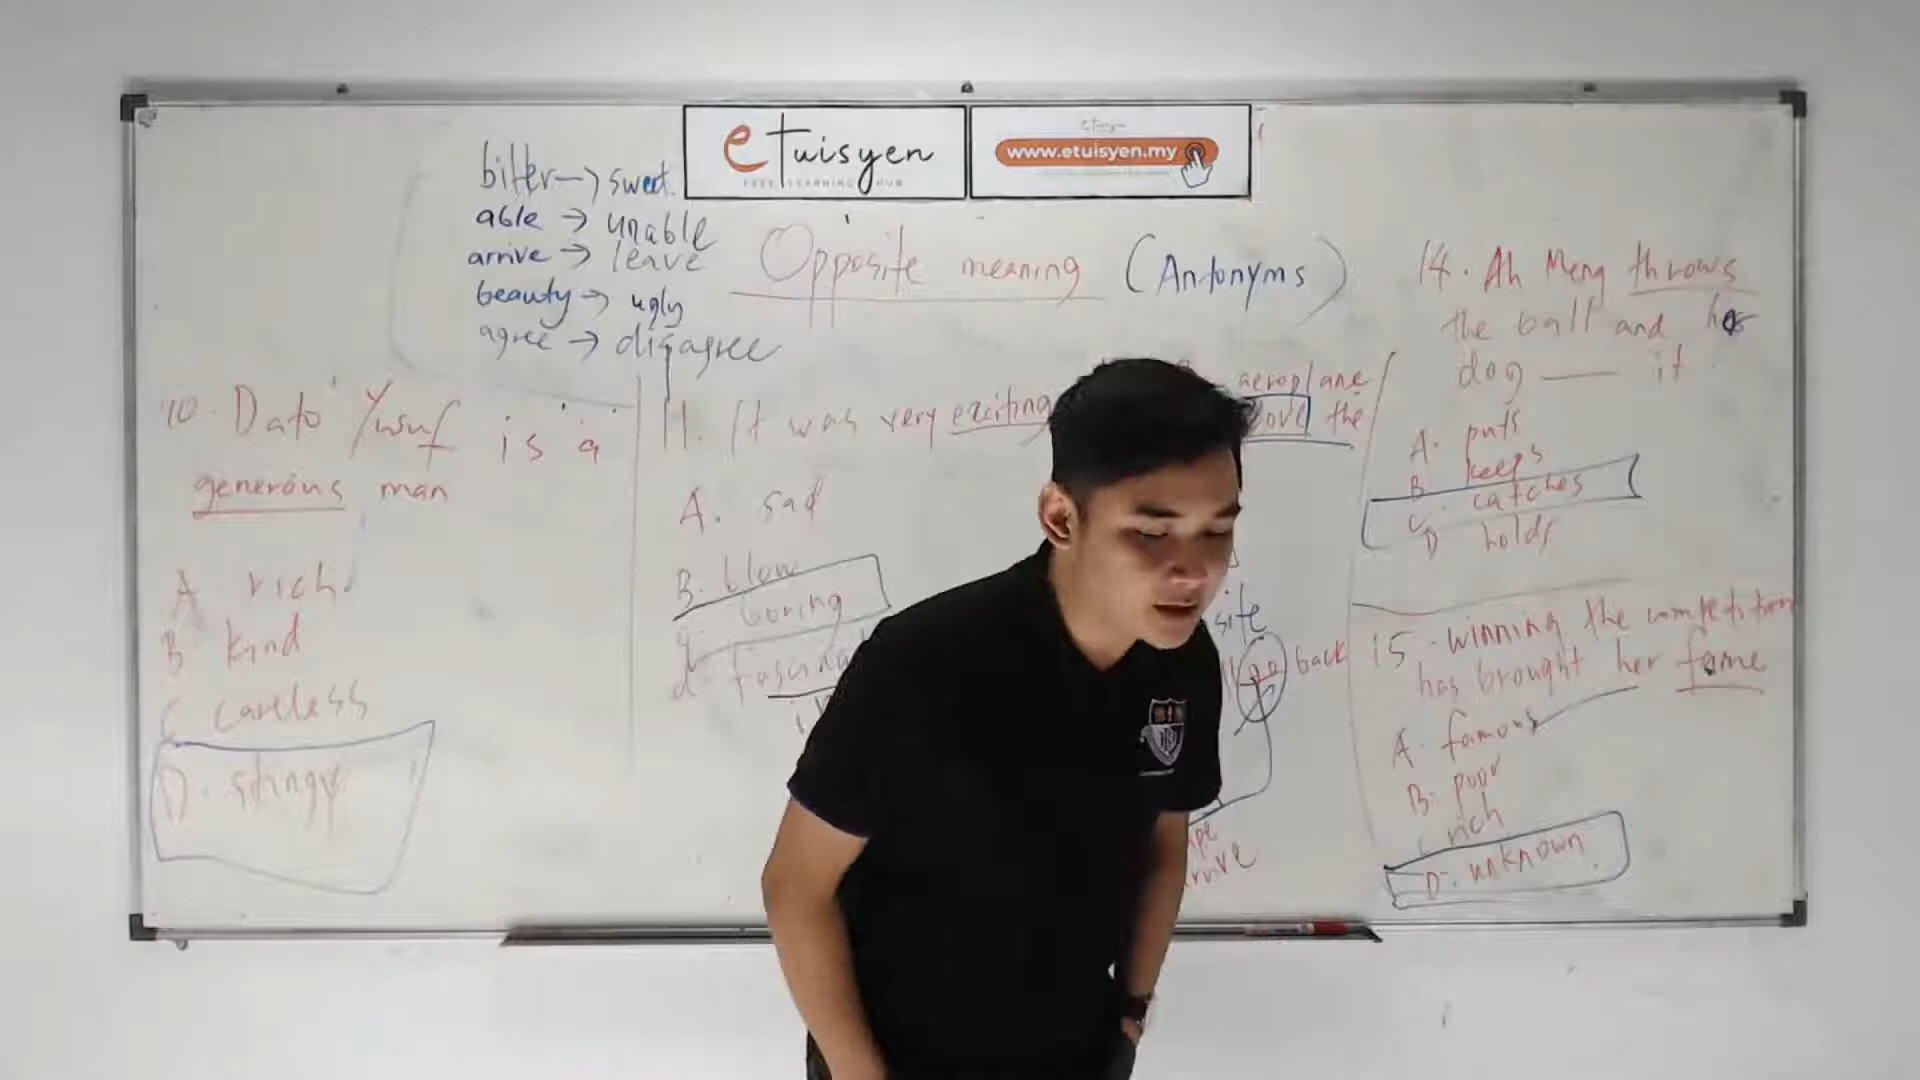 eTuisyen
FREE LEARNING HUB
www.etuisyen.my
bitter → sweet
able → unable
arrive → leave
beauty → ugly
agree → disagree
Opposite meaning (Antonyms)
10. Dato' Yusuf is a
generous man
A rich
B kind
C careless
D. stingy
11. It was very exciting
A. sad
B. blow
C. boring
d.
aeroplane
the
site
go back
14. Ah Meng throws
the ball and his
dog ___ it
A. puts
B keeps
C. catches
D holds
15. winning the competition
has brought her fame
A. famous
B. poor
C rich
D. unknown